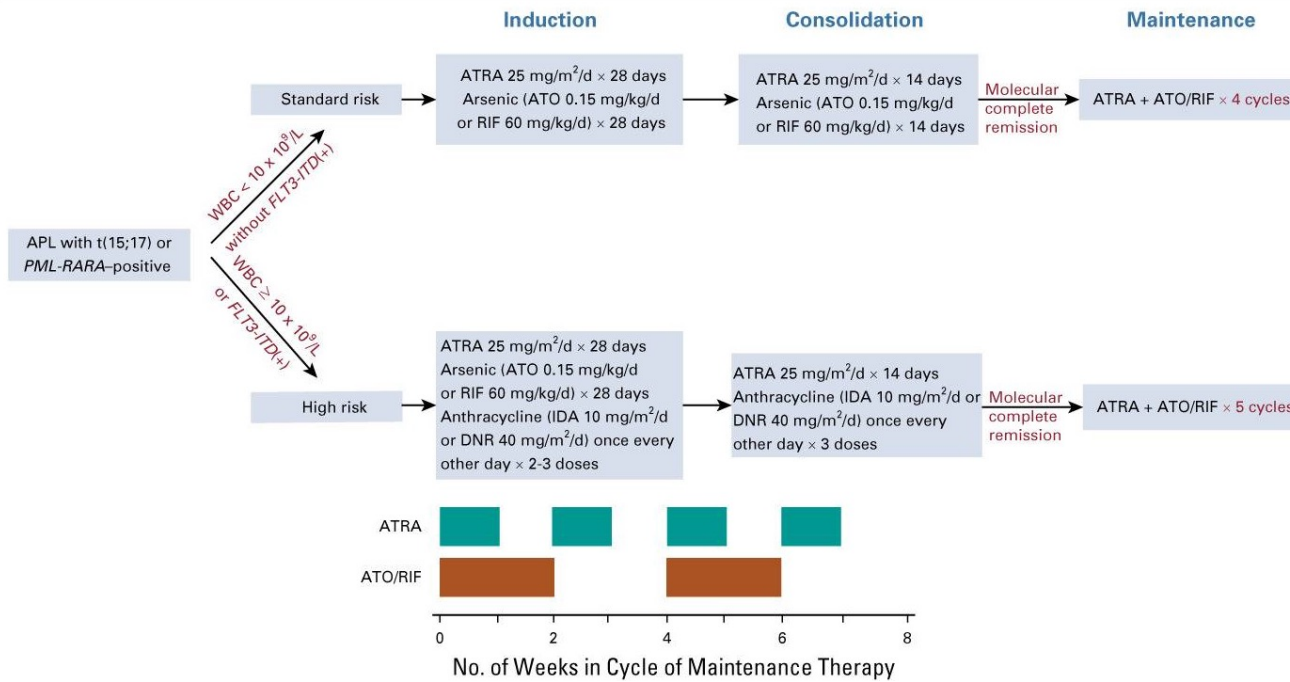 Induction
Consolidation
Maintenance
Standard risk
ATRA 25 mg/m²/d × 28 days
Arsenic (ATO 0.15 mg/kg/d
or RIF 60 mg/kg/d) × 28 days
ATRA 25 mg/m²/d × 14 days
Arsenic (ATO 0.15 mg/kg/d
or RIF 60 mg/kg/d) × 14 days
Molecular
complete
remission
ATRA + ATO/RIF × 4 cycles
WBC < 10 x 10⁹/L
without FLT3-ITD(+)
APL with t(15;17) or
PML-RARA–positive
WBC ≥ 10 x 10⁹/L
or FLT3-ITD(+)
High risk
ATRA 25 mg/m²/d × 28 days
Arsenic (ATO 0.15 mg/kg/d
or RIF 60 mg/kg/d) × 28 days
Anthracycline (IDA 10 mg/m²/d
or DNR 40 mg/m²/d) once every
other day × 2-3 doses
ATRA 25 mg/m²/d × 14 days
Anthracycline (IDA 10 mg/m²/d or
DNR 40 mg/m²/d) once every
other day × 3 doses
Molecular
complete
remission
ATRA + ATO/RIF × 5 cycles
ATRA
ATO/RIF
0 2 4 6 8
No. of Weeks in Cycle of Maintenance Therapy